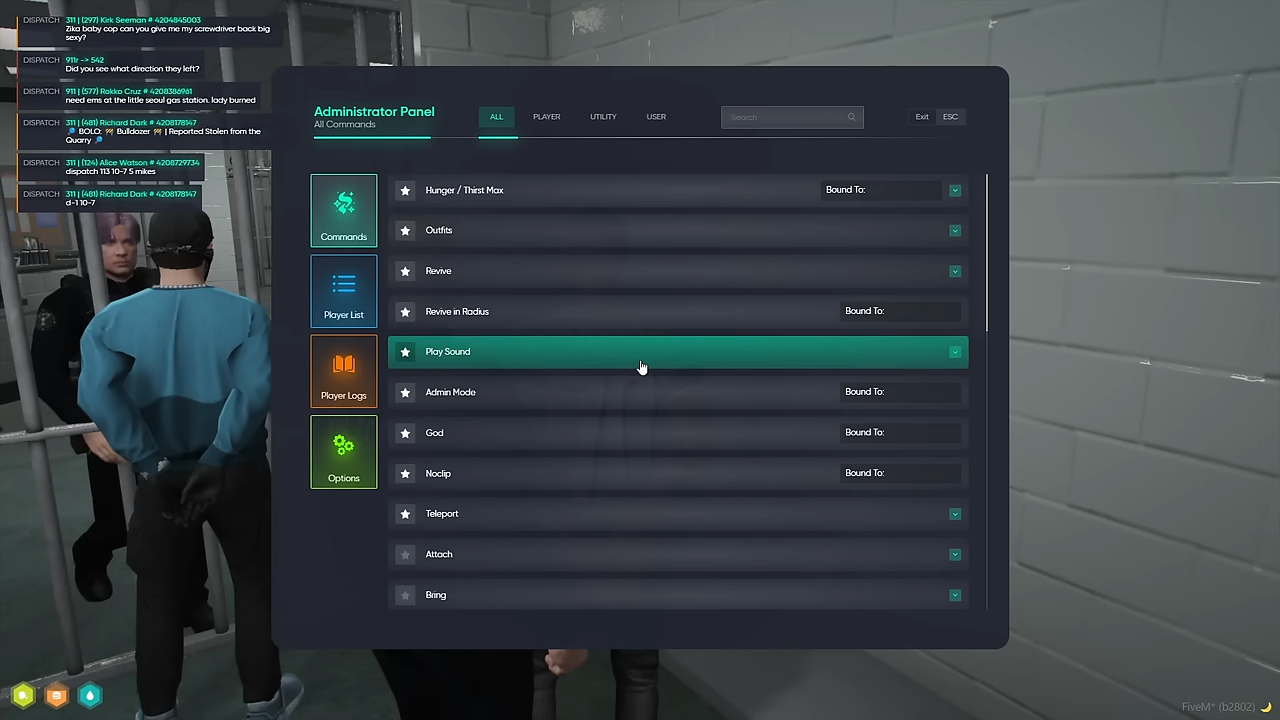 DISPATCH 311 | (297) Kirk Seeman # 4204845003
Zika baby cop can you give me my screwdriver back big
sexy?
DISPATCH 911r -> 542
Did you see what direction they left?
DISPATCH 911 | (577) Rokko Cruz # 4208386961
need ems at the little seoul gas station. lady burned
DISPATCH 311 | (481) Richard Dark # 4208178147
🔎 BOLO: 🚧 Bulldozer 🚧 | Reported Stolen from the
Quarry 🔎
DISPATCH 311 | (124) Alice Watson # 4208729734
dispatch 113 10-7 S mikes
DISPATCH 311 | (481) Richard Dark # 4208178147
d-1 10-7
Administrator Panel
All Commands
ALL PLAYER UTILITY USER
Search
Exit ESC
Commands
Player List
Player Logs
Options
Hunger / Thirst Max Bound To:
Outfits
Revive
Revive in Radius Bound To:
Play Sound
Admin Mode Bound To:
God Bound To:
Noclip Bound To:
Teleport
Attach
Bring
FiveM* (b2802) 🌙